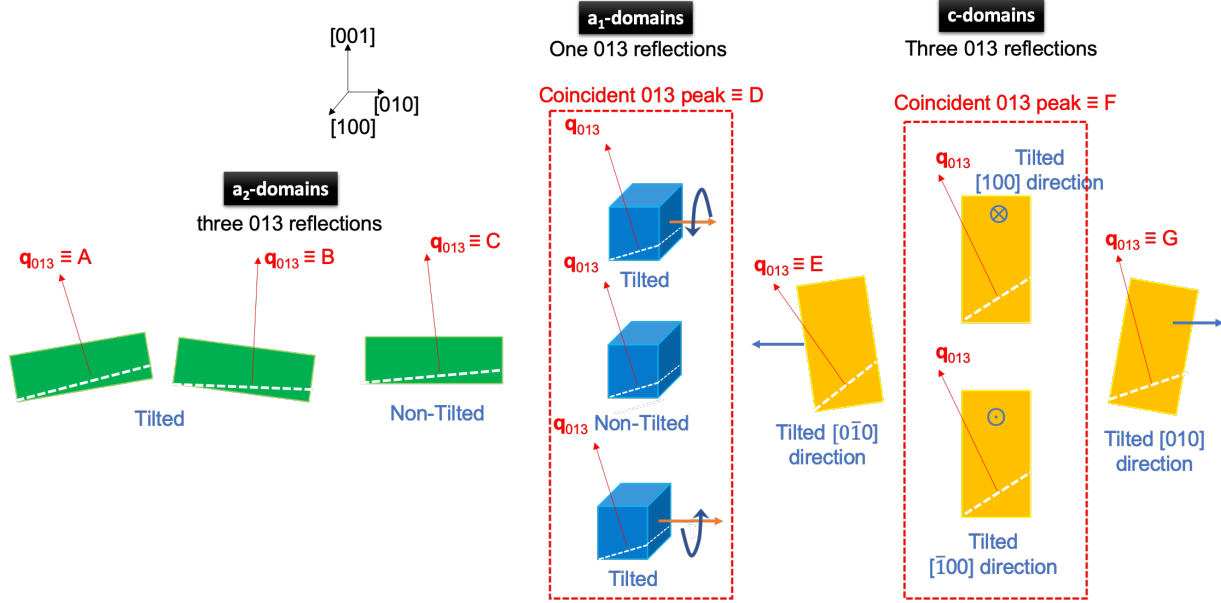 [001]
[010]
[100]
a₂-domains
three 013 reflections
q₀₁₃ ≡ A
q₀₁₃ ≡ B
q₀₁₃ ≡ C
Tilted
Non-Tilted
a₁-domains
One 013 reflections
Coincident 013 peak ≡ D
q₀₁₃
Tilted
q₀₁₃
Non-Tilted
q₀₁₃
Tilted
c-domains
Three 013 reflections
Coincident 013 peak ≡ F
q₀₁₃ ≡ E
Tilted [01̅0]
direction
q₀₁₃
Tilted
[100] direction
q₀₁₃
Tilted
[1̅00] direction
q₀₁₃ ≡ G
Tilted [010]
direction